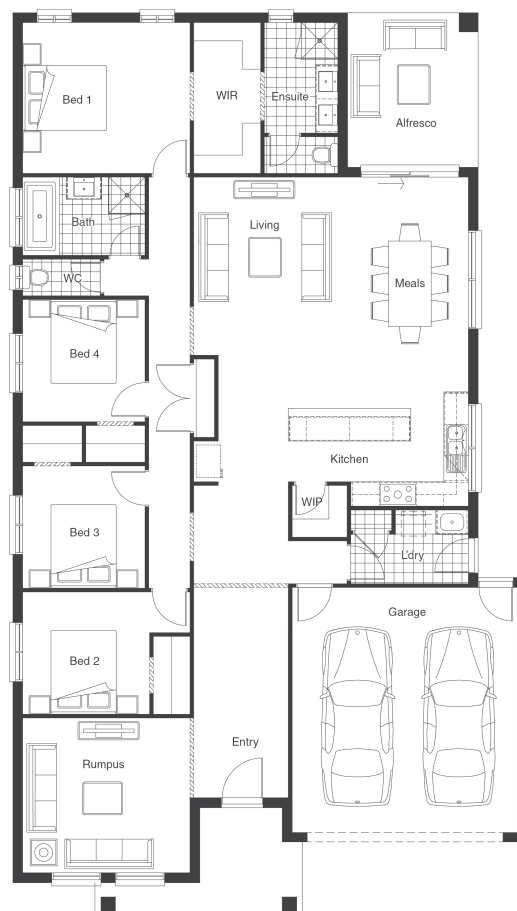 Bed 1
WIR
Ensuite
Alfresco
Bath
Living
WC
Meals
Bed 4
Kitchen
WIP
Bed 3
L'dry
Garage
Bed 2
Entry
Rumpus